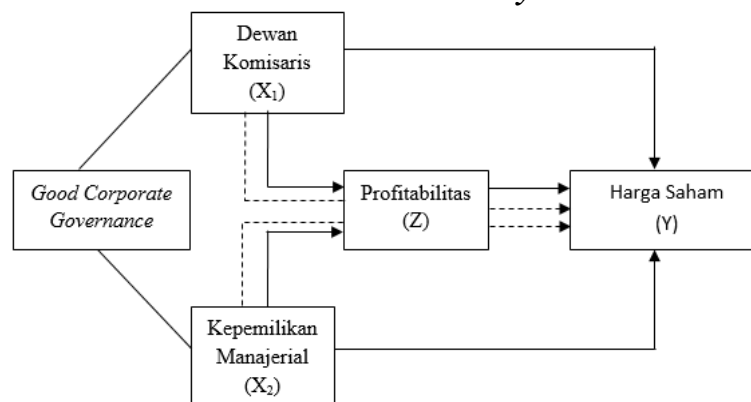 Dewan
Komisaris
(X₁)
Good Corporate
Governance
Profitabilitas
(Z)
Harga Saham
(Y)
Kepemilikan
Manajerial
(X₂)